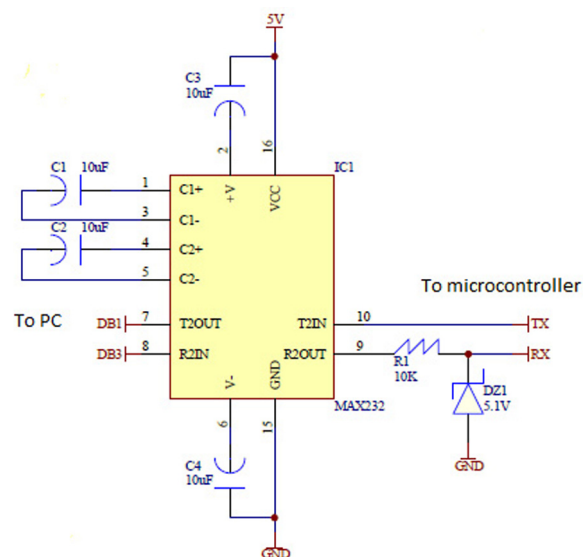 5V
C3
10uF
2
16
IC1
C1 10uF
1 C1+
+V
VCC
3 C1-
C2 10uF
4 C2+
5 C2-
To microcontroller
To PC
DB1 7 T2OUT
T2IN 10 TX
DB3 8 R2IN
R2OUT 9 RX
R1
10K
V-
GND
DZ1
5.1V
MAX232
6
15
GND
C4
10uF
GND